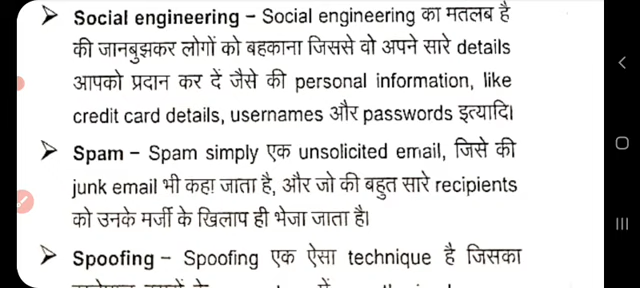 ➤ Social engineering – Social engineering का मतलब है
की जानबुझकर लोगों को बहकाना जिससे वो अपने सारे details
आपको प्रदान कर दें जैसे की personal information, like
credit card details, usernames और passwords इत्यादि।
➤ Spam – Spam simply एक unsolicited email, जिसे की
junk email भी कहा जाता है, और जो की बहुत सारे recipients
को उनके मर्जी के खिलाप ही भेजा जाता है।
➤ Spoofing – Spoofing एक ऐसा technique है जिसका